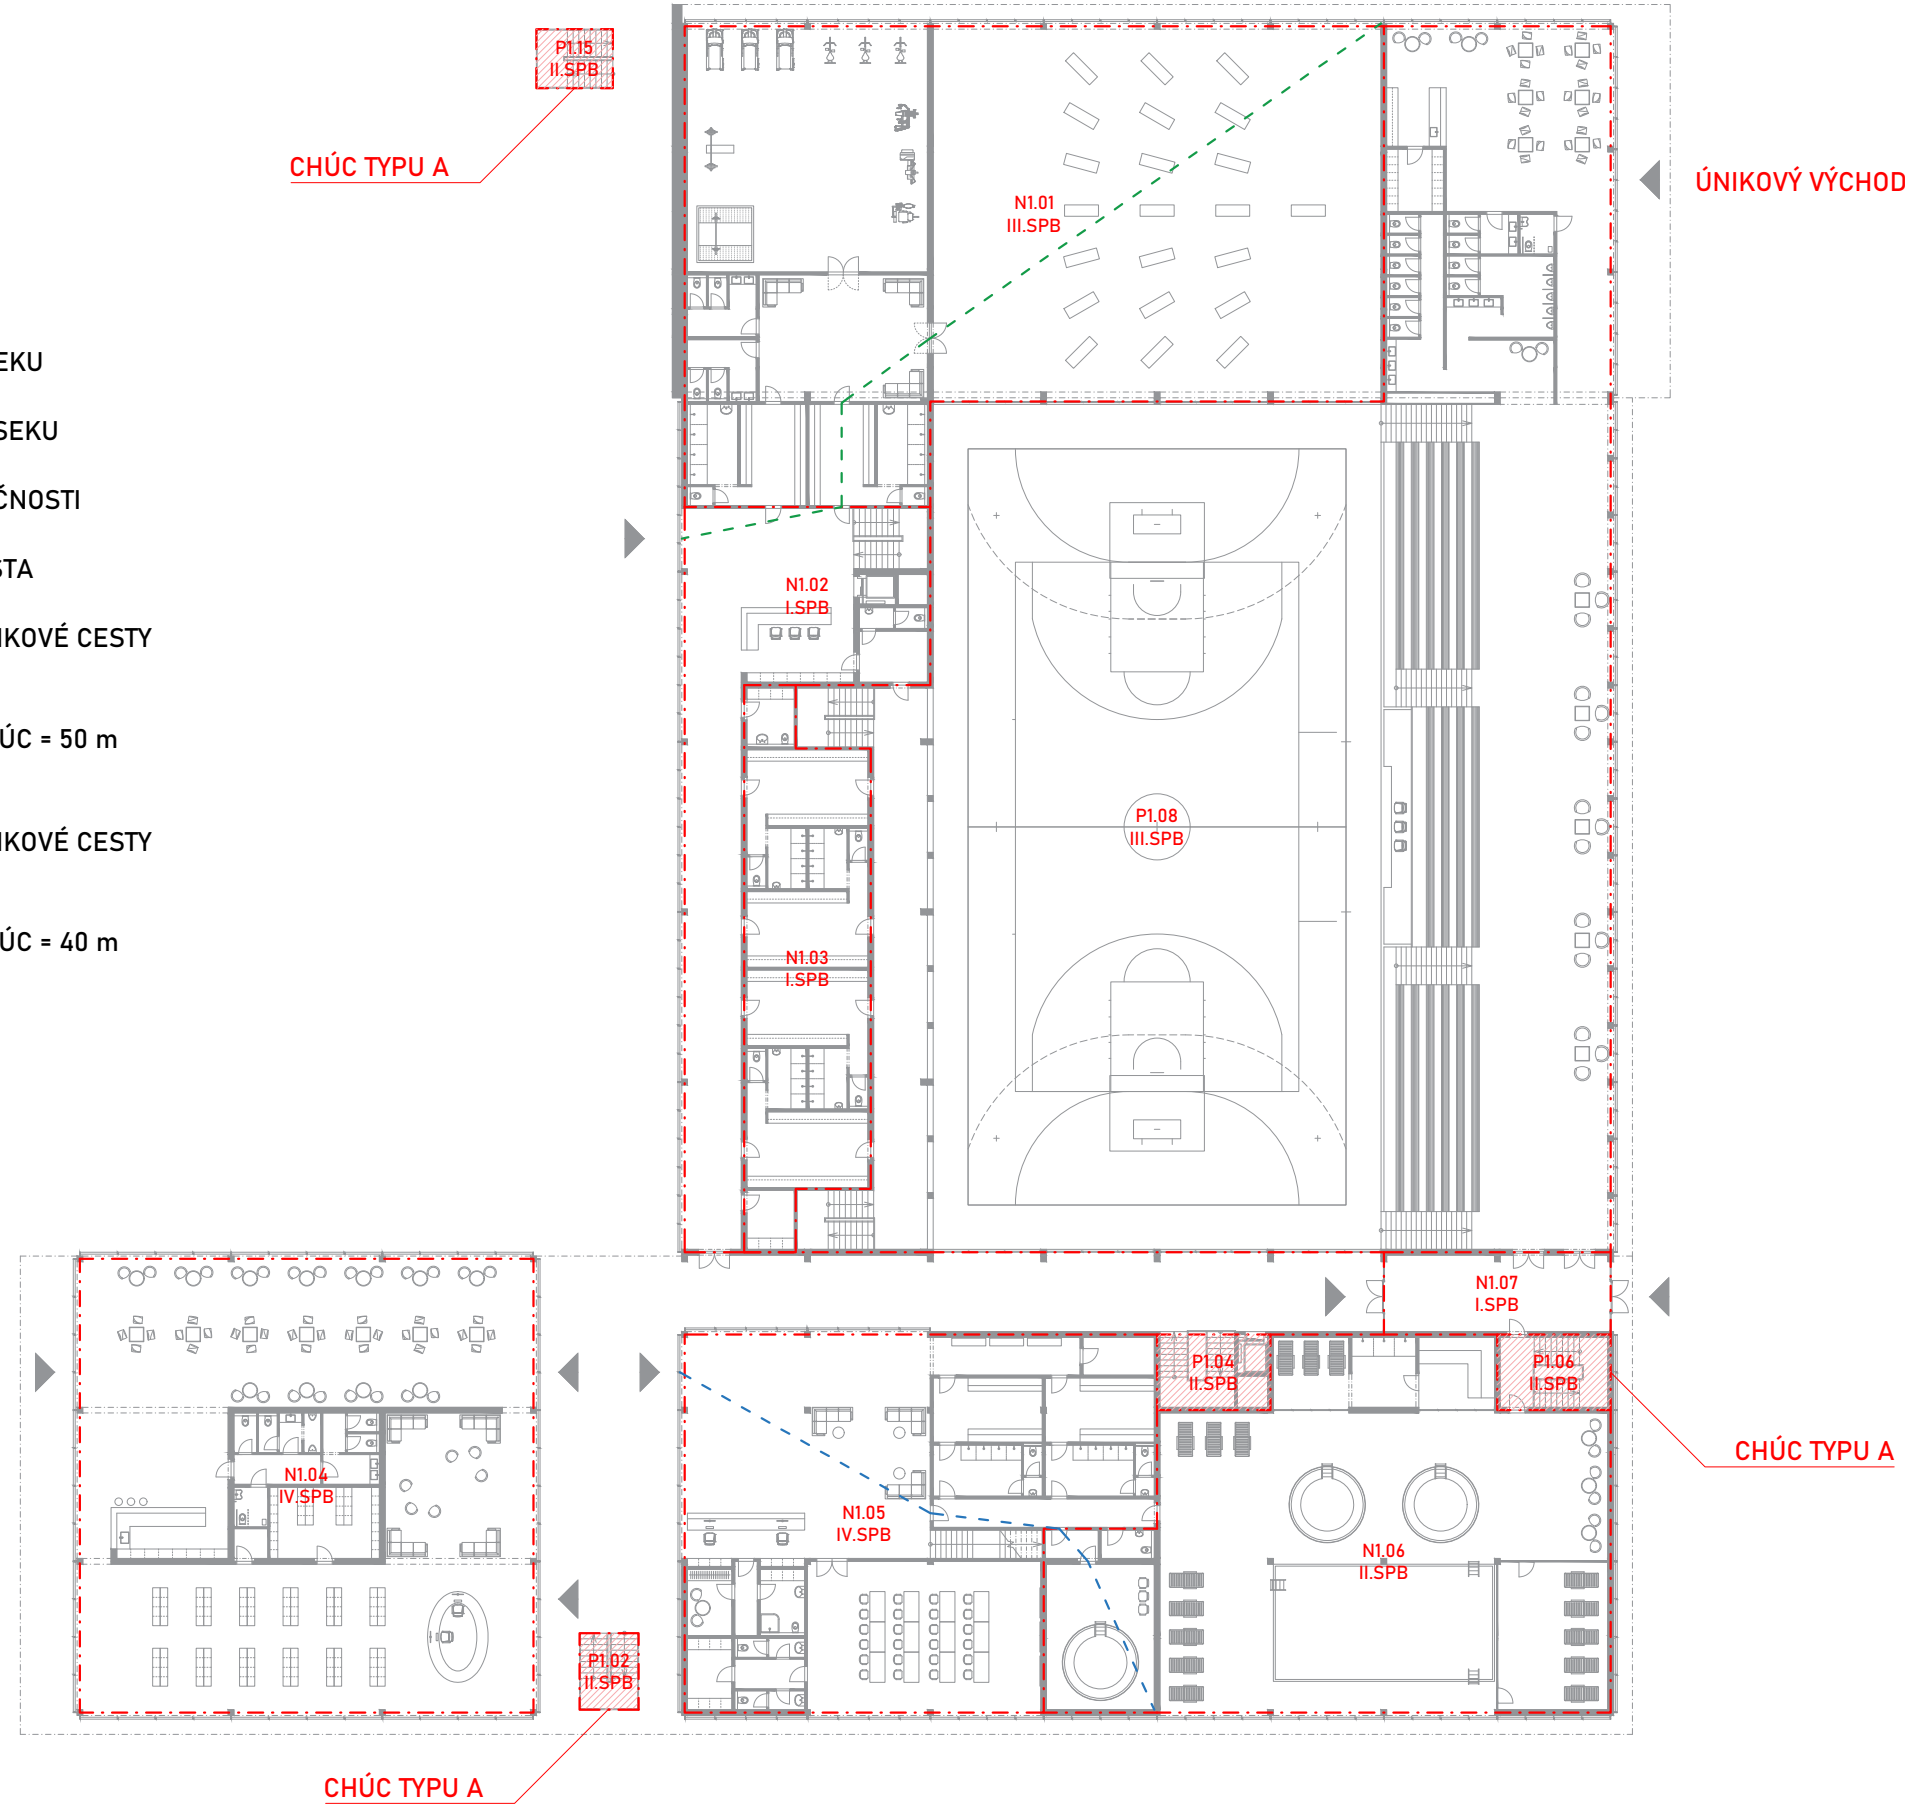 P1.15
II.SPB
CHÚC TYPU A
ÚNIKOVÝ VÝCHOD
N1.01
III.SPB
EKU
SEKU
ČNOSTI
STA
IKOVÉ CESTY
ÚC = 50 m
IKOVÉ CESTY
ÚC = 40 m
N1.02
I.SPB
P1.08
III.SPB
N1.03
I.SPB
N1.07
I.SPB
P1.04
II.SPB
P1.06
II.SPB
CHÚC TYPU A
N1.04
IV.SPB
N1.05
IV.SPB
N1.06
II.SPB
P1.02
II.SPB
CHÚC TYPU A